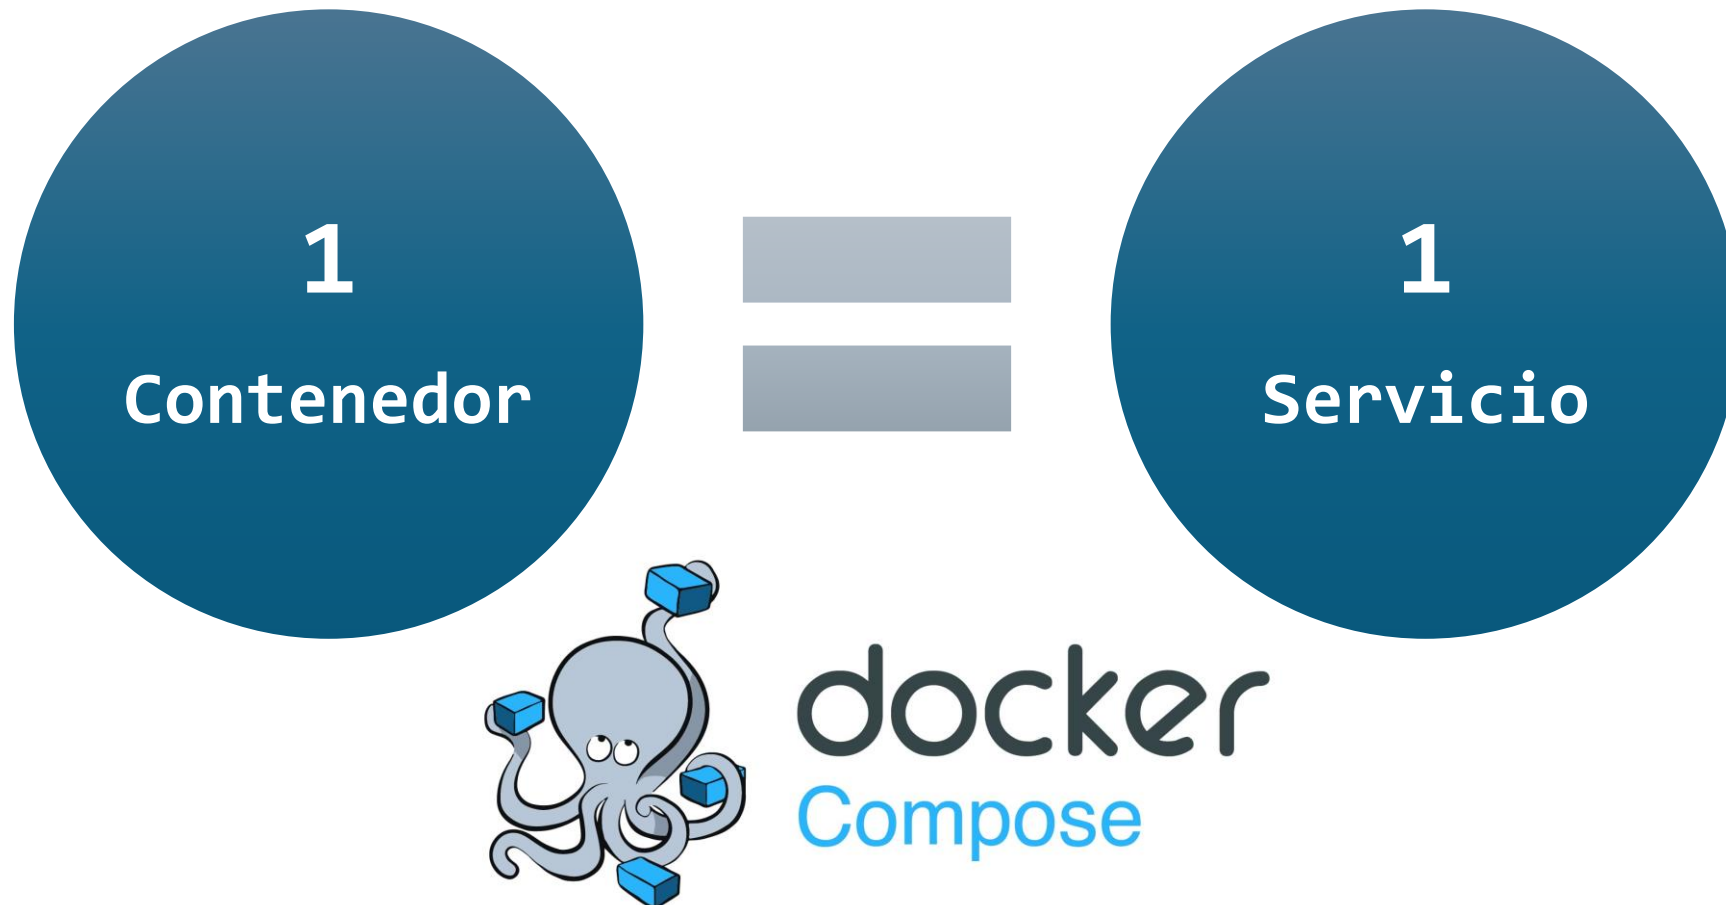 1
Contenedor
1
Servicio
docker
Compose